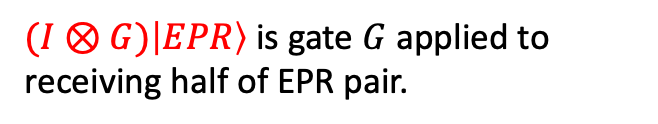 (I ⊗ G)|EPR⟩ is gate G applied to
receiving half of EPR pair.